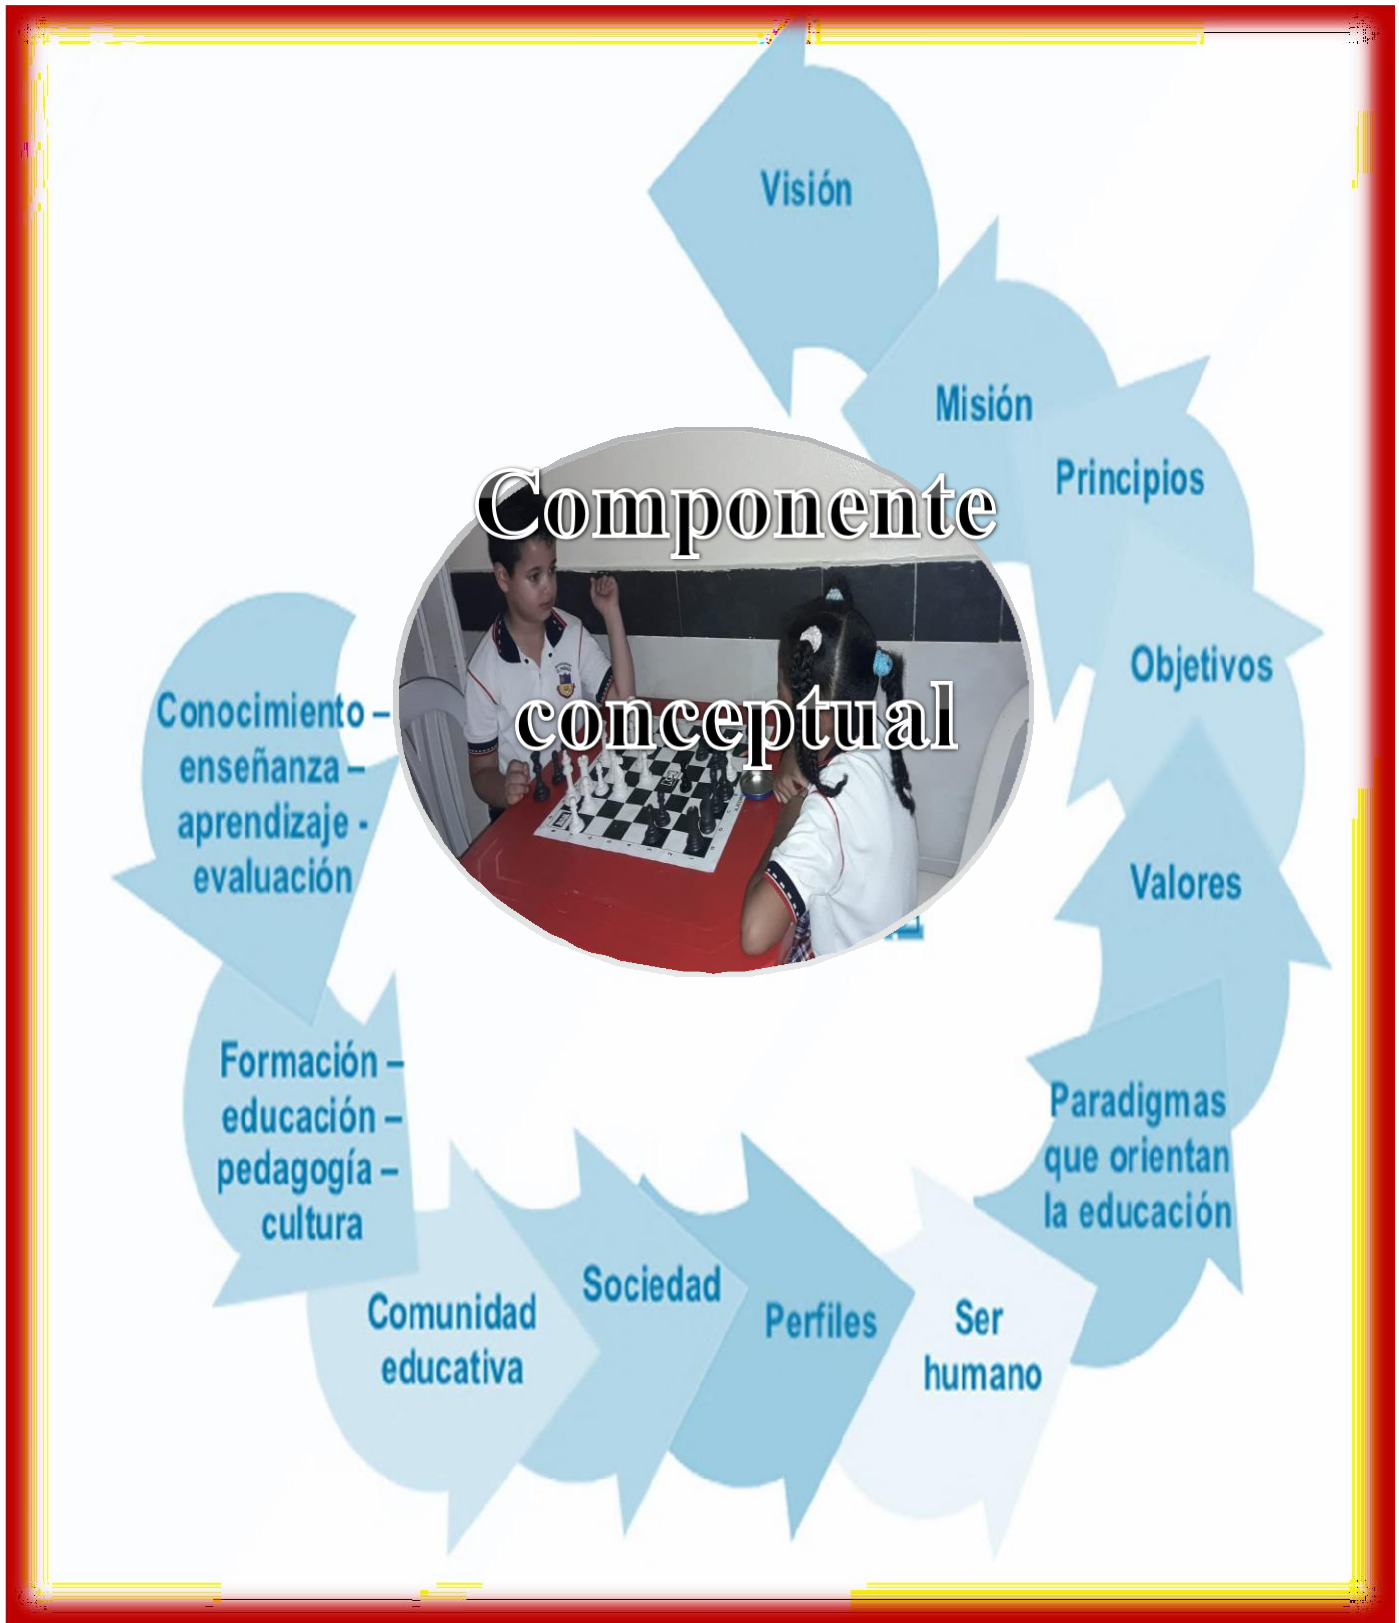 Visión
Misión
Principios
Componente
conceptual
Objetivos
Valores
Conocimiento –
enseñanza –
aprendizaje -
evaluación
Formación –
educación –
pedagogía –
cultura
Paradigmas
que orientan
la educación
Comunidad
educativa
Sociedad
Perfiles
Ser
humano